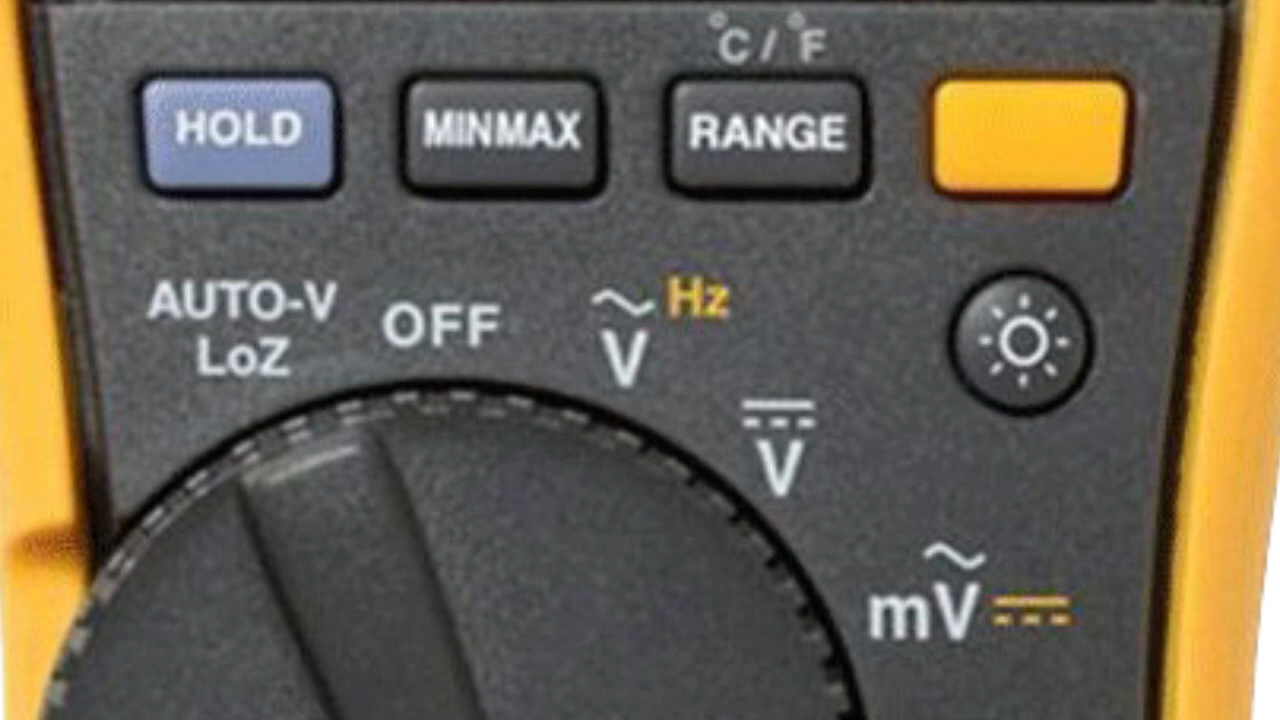 °C / °F
HOLD MINMAX RANGE
AUTO-V
LoZ
OFF
V Hz
V
mV